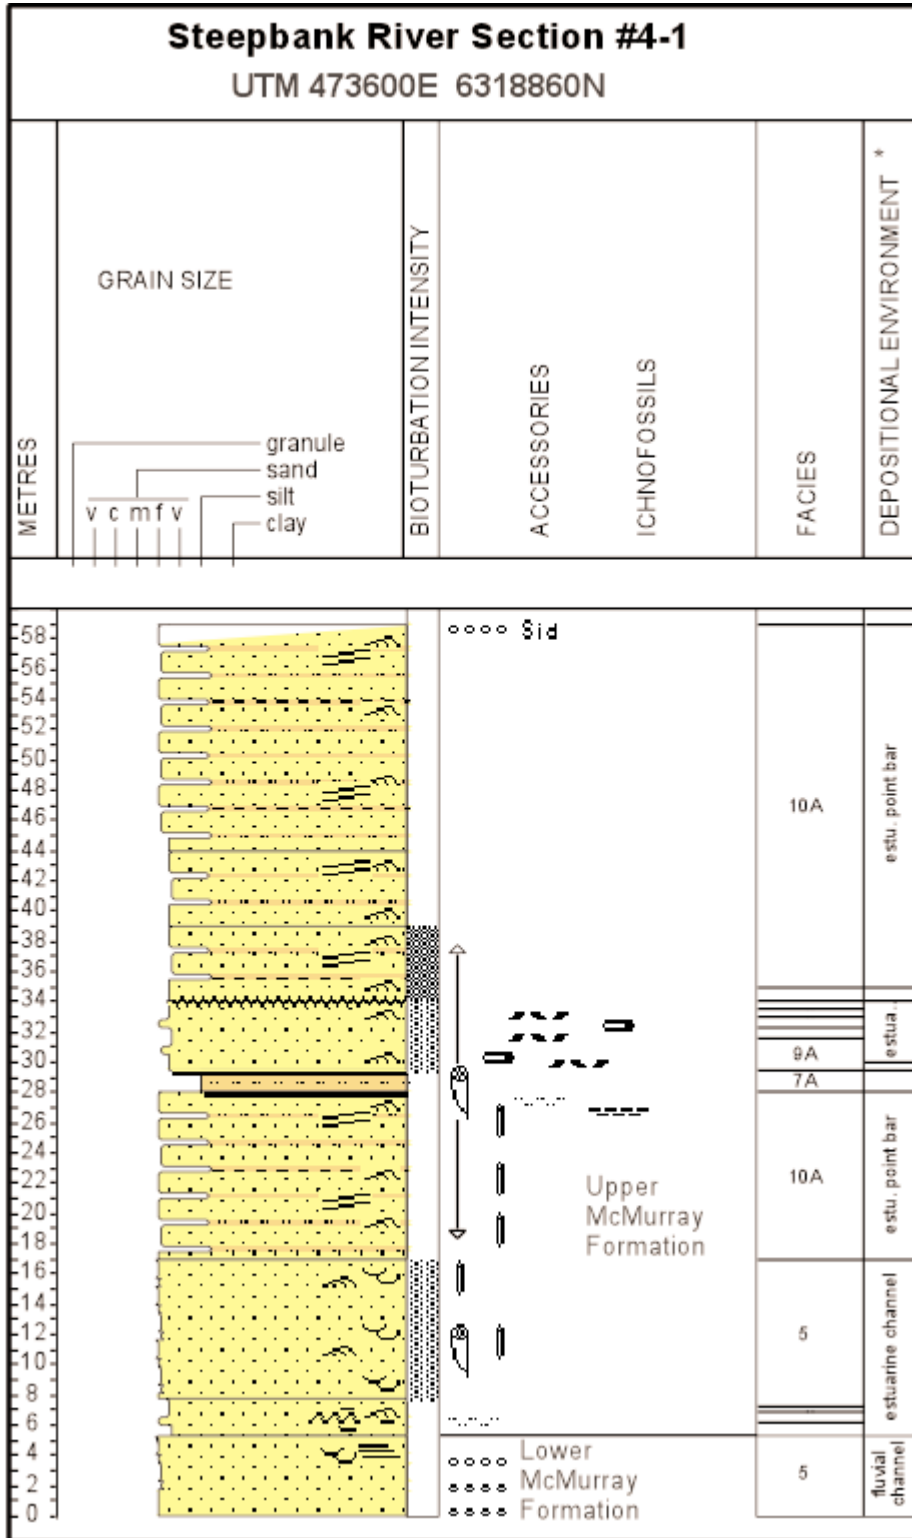 Steepbank River Section #4-1
UTM 473600E 6318860N
METRES
GRAIN SIZE
granule
sand
silt
clay
v c m f v
BIOTURBATION INTENSITY
ACCESSORIES
ICHNOFOSSILS
FACIES
DEPOSITIONAL ENVIRONMENT *
58
56
54
52
50
48
46
44
42
40
38
36
34
32
30
28
26
24
22
20
18
16
14
12
10
8
6
4
2
0
Sid
10A
estu. point bar
estua..
9A
7A
10A
estu. point bar
Upper
McMurray
Formation
5
estuarine channel
Lower
McMurray
Formation
5
fluvial
channel